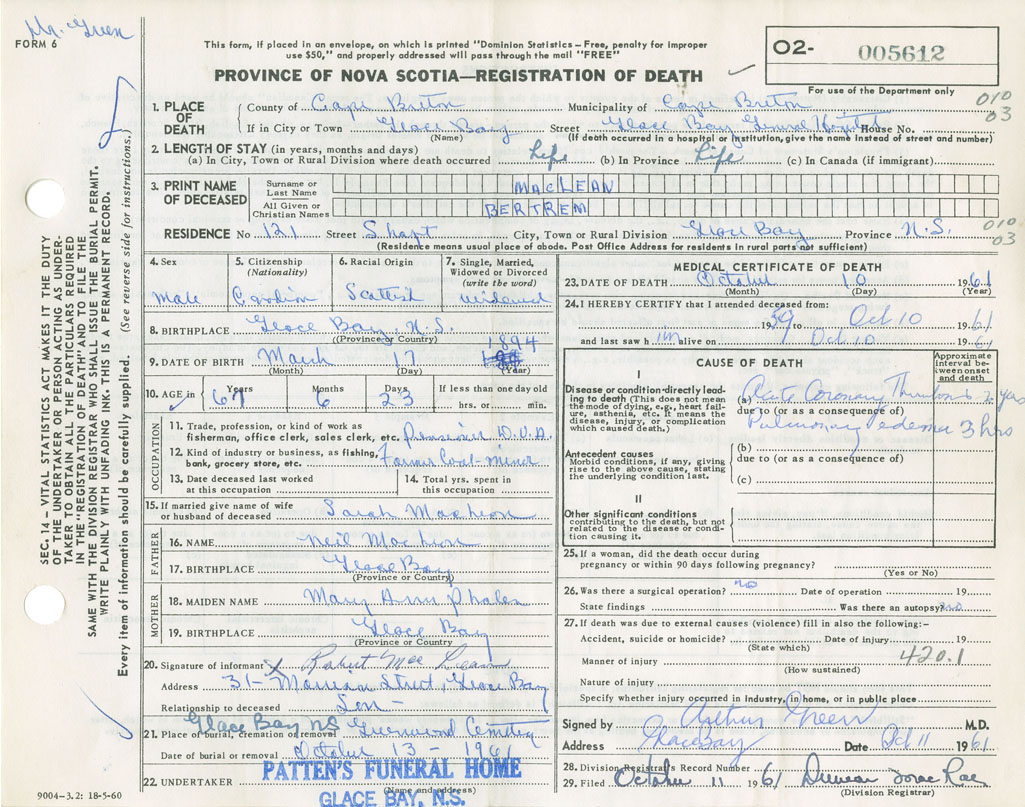 Mr. Green
FORM 6
This form, if placed in an envelope, on which is printed "Dominion Statistics – Free, penalty for improper
use $50," and properly addressed will pass through the mail "FREE"
PROVINCE OF NOVA SCOTIA—REGISTRATION OF DEATH
O2- 005612
For use of the Department only
010
03
1. PLACE OF DEATH
County of Cape Breton Municipality of Cape Breton
If in City or Town Glace Bay Street Glace Bay General Hospital House No.
(Name) (If death occurred in a hospital or institution, give the name instead of street and number)
2. LENGTH OF STAY (in years, months and days)
(a) In City, Town or Rural Division where death occurred Life (b) In Province Life (c) In Canada (if immigrant)
3. PRINT NAME OF DECEASED
Surname or Last Name MACLEAN
All Given or Christian Names BERTREM
RESIDENCE No 121 Street City, Town or Rural Division Glace Bay Province N.S.
010
03
(Residence means usual place of abode. Post Office Address for residents in rural parts not sufficient)
4. Sex
Male
5. Citizenship
(Nationality)
Canadian
6. Racial Origin
Scottish
7. Single, Married,
Widowed or Divorced
(write the word)
widowed
8. BIRTHPLACE Glace Bay, N.S.
(Province or Country)
1894
9. DATE OF BIRTH March 17
(Month) (Day) (Year)
10. AGE in Years 67 Months 6 Days 23 If less than one day old
hrs. or min.
OCCUPATION
11. Trade, profession, or kind of work as
fisherman, office clerk, sales clerk, etc. Pensioner D.V.A.
12. Kind of industry or business, as fishing,
bank, grocery store, etc. Former Coal-miner
13. Date deceased last worked
at this occupation
14. Total yrs. spent in
this occupation
15. If married give name of wife
or husband of deceased Sarah MacLean
FATHER
16. NAME Neil MacLean
17. BIRTHPLACE Glace Bay
(Province or Country)
MOTHER
18. MAIDEN NAME Mary Ann Phalen
19. BIRTHPLACE Glace Bay
(Province or Country)
20. Signature of informant X Robert MacLean
Address 31 - Street, Glace Bay
Relationship to deceased Son -
Glace Bay NS
21. Place of burial, cremation or removal Greenwood Cemetery
Date of burial or removal October 13 - 1961
22. UNDERTAKER PATTEN'S FUNERAL HOME
(Name and address)
GLACE BAY, N.S.
9004-3.2: 18-5-60
MEDICAL CERTIFICATE OF DEATH
23. DATE OF DEATH October 10 1961
(Month) (Day) (Year)
24. I HEREBY CERTIFY that I attended deceased from:
1959 to Oct 10 1961
and last saw h im alive on Oct 10 1961
CAUSE OF DEATH
Approximate interval between onset and death
I
Disease or condition directly leading to death (This does not mean the mode of dying, e.g., heart failure, asthenia, etc. It means the disease, injury, or complication which caused death.)
(a) Acute Coronary Thrombosis 2 yrs
due to (or as a consequence of)
Pulmonary edema 3 hrs
Antecedent causes
Morbid conditions, if any, giving rise to the above cause, stating the underlying condition last.
(b)
due to (or as a consequence of)
(c)
II
Other significant conditions
contributing to the death, but not related to the disease or condition causing it.
25. If a woman, did the death occur during
pregnancy or within 90 days following pregnancy?
(Yes or No)
26. Was there a surgical operation? no Date of operation 19
State findings Was there an autopsy? no
27. If death was due to external causes (violence) fill in also the following:-
Accident, suicide or homicide? Date of injury 19
(State which)
420.1
Manner of injury
(How sustained)
Nature of injury
Specify whether injury occurred in industry, in home, or in public place
Signed by Arthur Green M.D.
Address Glace Bay Date Oct 11 1961
28. Division Registrar's Record Number
29. Filed October 11 1961 Duncan MacRae
(Division Registrar)
SEC. 14 – VITAL STATISTICS ACT MAKES IT THE DUTY
OF THE UNDERTAKER OR PERSON ACTING AS UNDER-
TAKER TO OBTAIN ALL THE PARTICULARS REQUIRED
IN THE "REGISTRATION OF DEATH" AND TO FILE THE
SAME WITH THE DIVISION REGISTRAR WHO SHALL ISSUE THE BURIAL PERMIT.
WRITE PLAINLY WITH UNFADING INK. THIS IS A PERMANENT RECORD.
Every item of information should be carefully supplied. (See reverse side for instructions.)